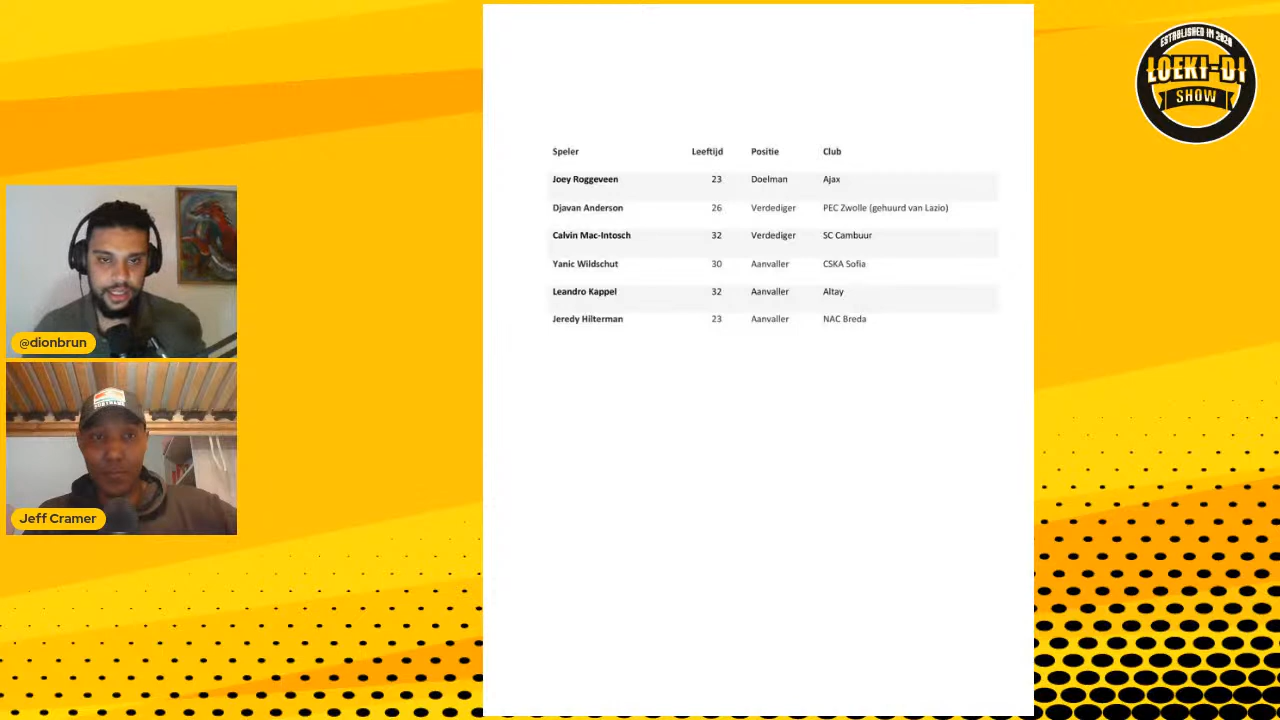 ESTABLISHED IN 2020
LOEKI-DI
SHOW
Speler Leeftijd Positie Club
Joey Roggeveen 23 Doelman Ajax
Djavan Anderson 26 Verdediger PEC Zwolle (gehuurd van Lazio)
Calvin Mac-Intosch 32 Verdediger SC Cambuur
Yanic Wildschut 30 Aanvaller CSKA Sofia
Leandro Kappel 32 Aanvaller Altay
Jeredy Hilterman 23 Aanvaller NAC Breda
@dionbrun
Jeff Cramer